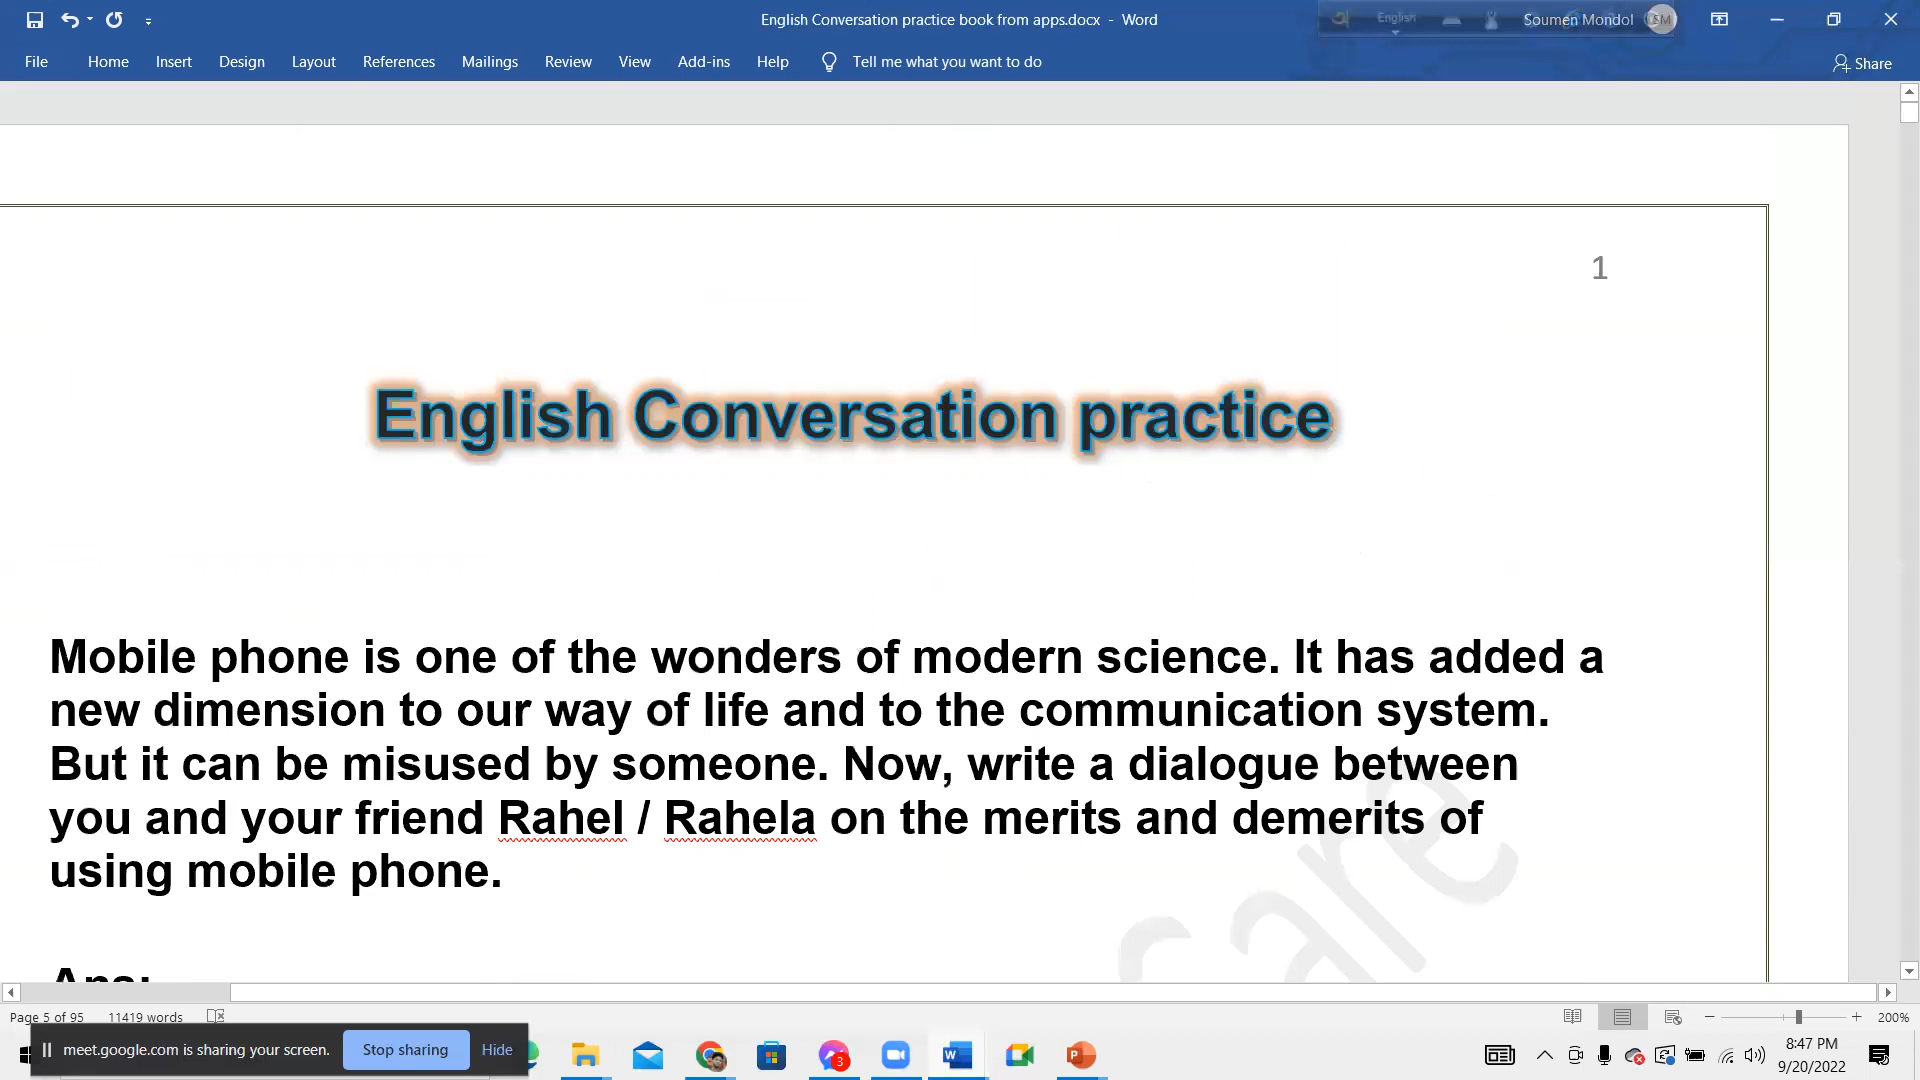 English Conversation practice book from apps.docx - Word
English
Soumen Mondol
SM
File Home Insert Design Layout References Mailings Review View Add-ins Help Tell me what you want to do
Share
1
English Conversation practice
Mobile phone is one of the wonders of modern science. It has added a
new dimension to our way of life and to the communication system.
But it can be misused by someone. Now, write a dialogue between
you and your friend Rahel / Rahela on the merits and demerits of
using mobile phone.
Care
Ans:
Page 5 of 95 11419 words
200%
meet.google.com is sharing your screen. Stop sharing Hide
3
8:47 PM
9/20/2022